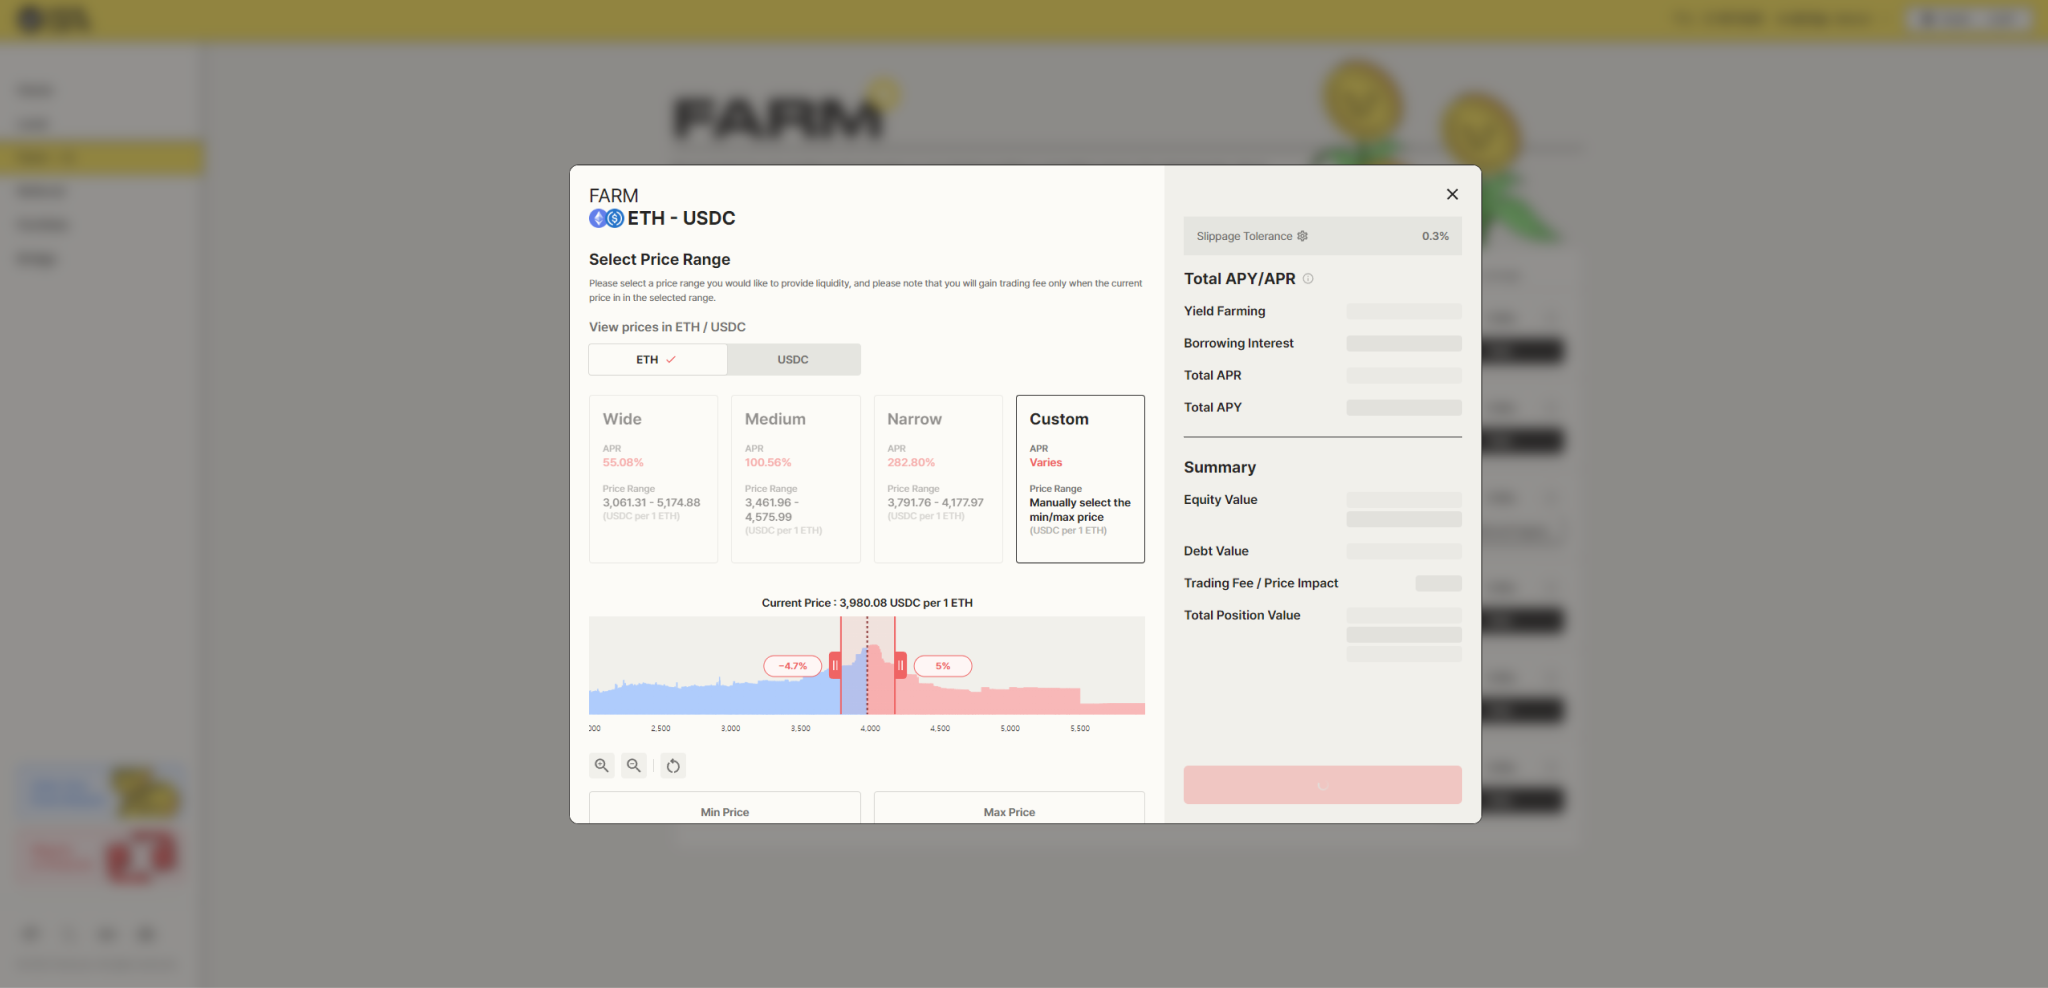 FARM
FARM
ETH - USDC
Select Price Range
Please select a price range you would like to provide liquidity, and please note that you will gain trading fee only when the current
price in in the selected range.
View prices in ETH / USDC
ETH
USDC
Wide
APR
55.08%
Price Range
3,061.31 - 5,174.88
(USDC per 1 ETH)
Medium
APR
100.56%
Price Range
3,461.96 -
4,575.99
(USDC per 1 ETH)
Narrow
APR
282.80%
Price Range
3,791.76 - 4,177.97
(USDC per 1 ETH)
Custom
APR
Varies
Price Range
Manually select the
min/max price
(USDC per 1 ETH)
Current Price : 3,980.08 USDC per 1 ETH
−4.7%
5%
000 2,500 3,000 3,500 4,000 4,500 5,000 5,500
Min Price
Max Price
Slippage Tolerance
0.3%
Total APY/APR
Yield Farming
Borrowing Interest
Total APR
Total APY
Summary
Equity Value
Debt Value
Trading Fee / Price Impact
Total Position Value